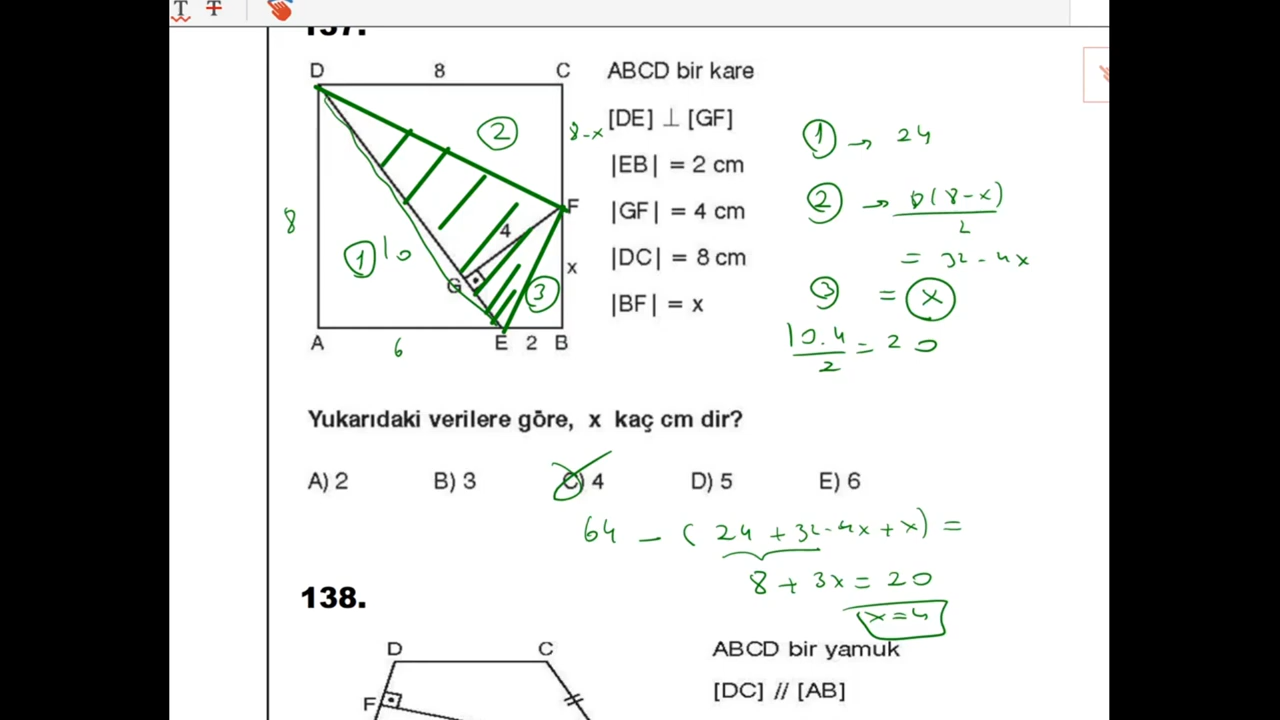 137.
D 8 C
ABCD bir kare
[DE] ⊥ [GF]
|EB| = 2 cm
|GF| = 4 cm
|DC| = 8 cm
|BF| = x
2
8-x
F
4
8
1
10
G
3
x
A 6 E 2 B
1 → 24
2 → 8(8-x)
2
= 32-4x
3 = x
10.4
2
= 20
Yukarıdaki verilere göre, x kaç cm dir?
A) 2 B) 3 C) 4 D) 5 E) 6
64 - (24 + 32-4x + x) =
8 + 3x = 20
x = 4
138.
D C
ABCD bir yamuk
[DC] // [AB]
F